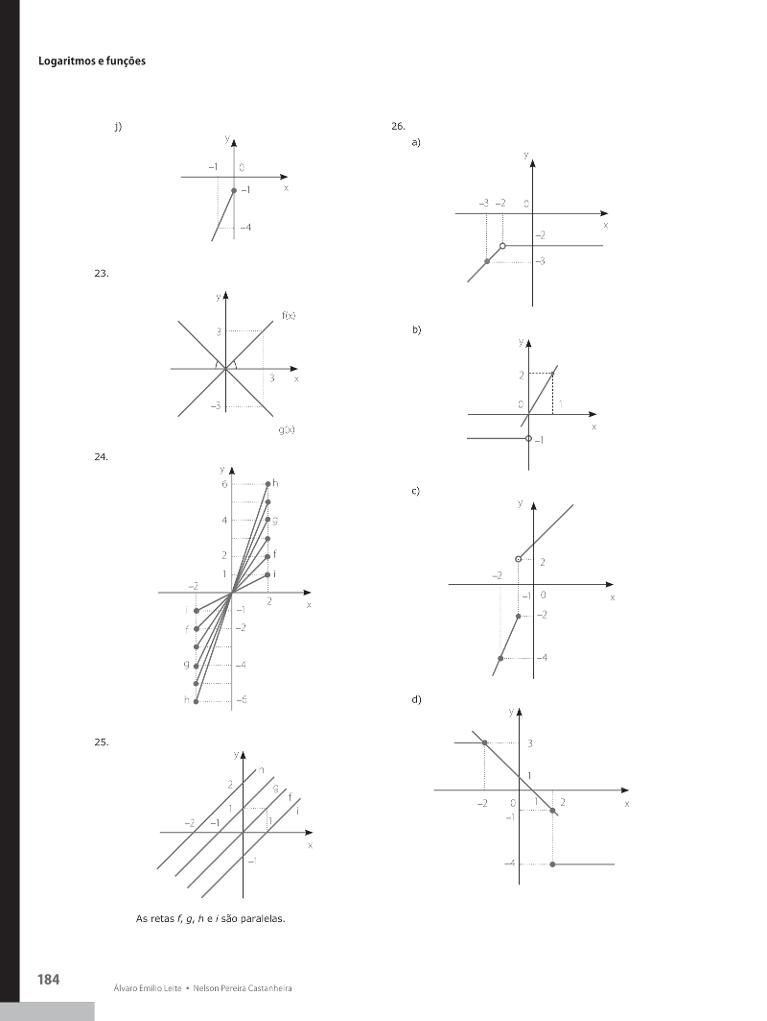 Logaritmos e funções
j)
y
–1
0
x
–1
–4
23.
y
f(x)
3
3
x
–3
g(x)
24.
y
6
h
4
g
2
f
1
i
–2
2
x
i
–1
f
–2
g
–4
h
–6
25.
y
h
2
g
f
1
i
–2
–1
1
x
–1
As retas f, g, h e i são paralelas.
26.
a)
y
–3
–2
0
x
–2
–3
b)
y
2
0
1
x
–1
c)
y
2
–2
–1
0
x
–2
–4
d)
y
3
1
–2
0
1
2
x
–1
–4
184
Álvaro Emílio Leite • Nelson Pereira Castanheira